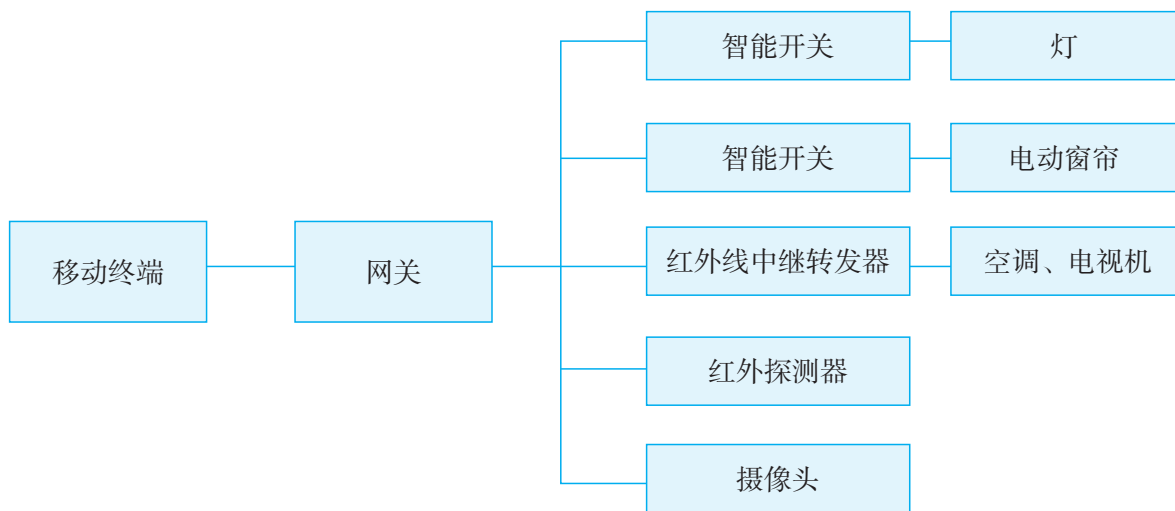 智能开关
灯
智能开关
电动窗帘
移动终端
网关
红外线中继转发器
空调、电视机
红外探测器
摄像头